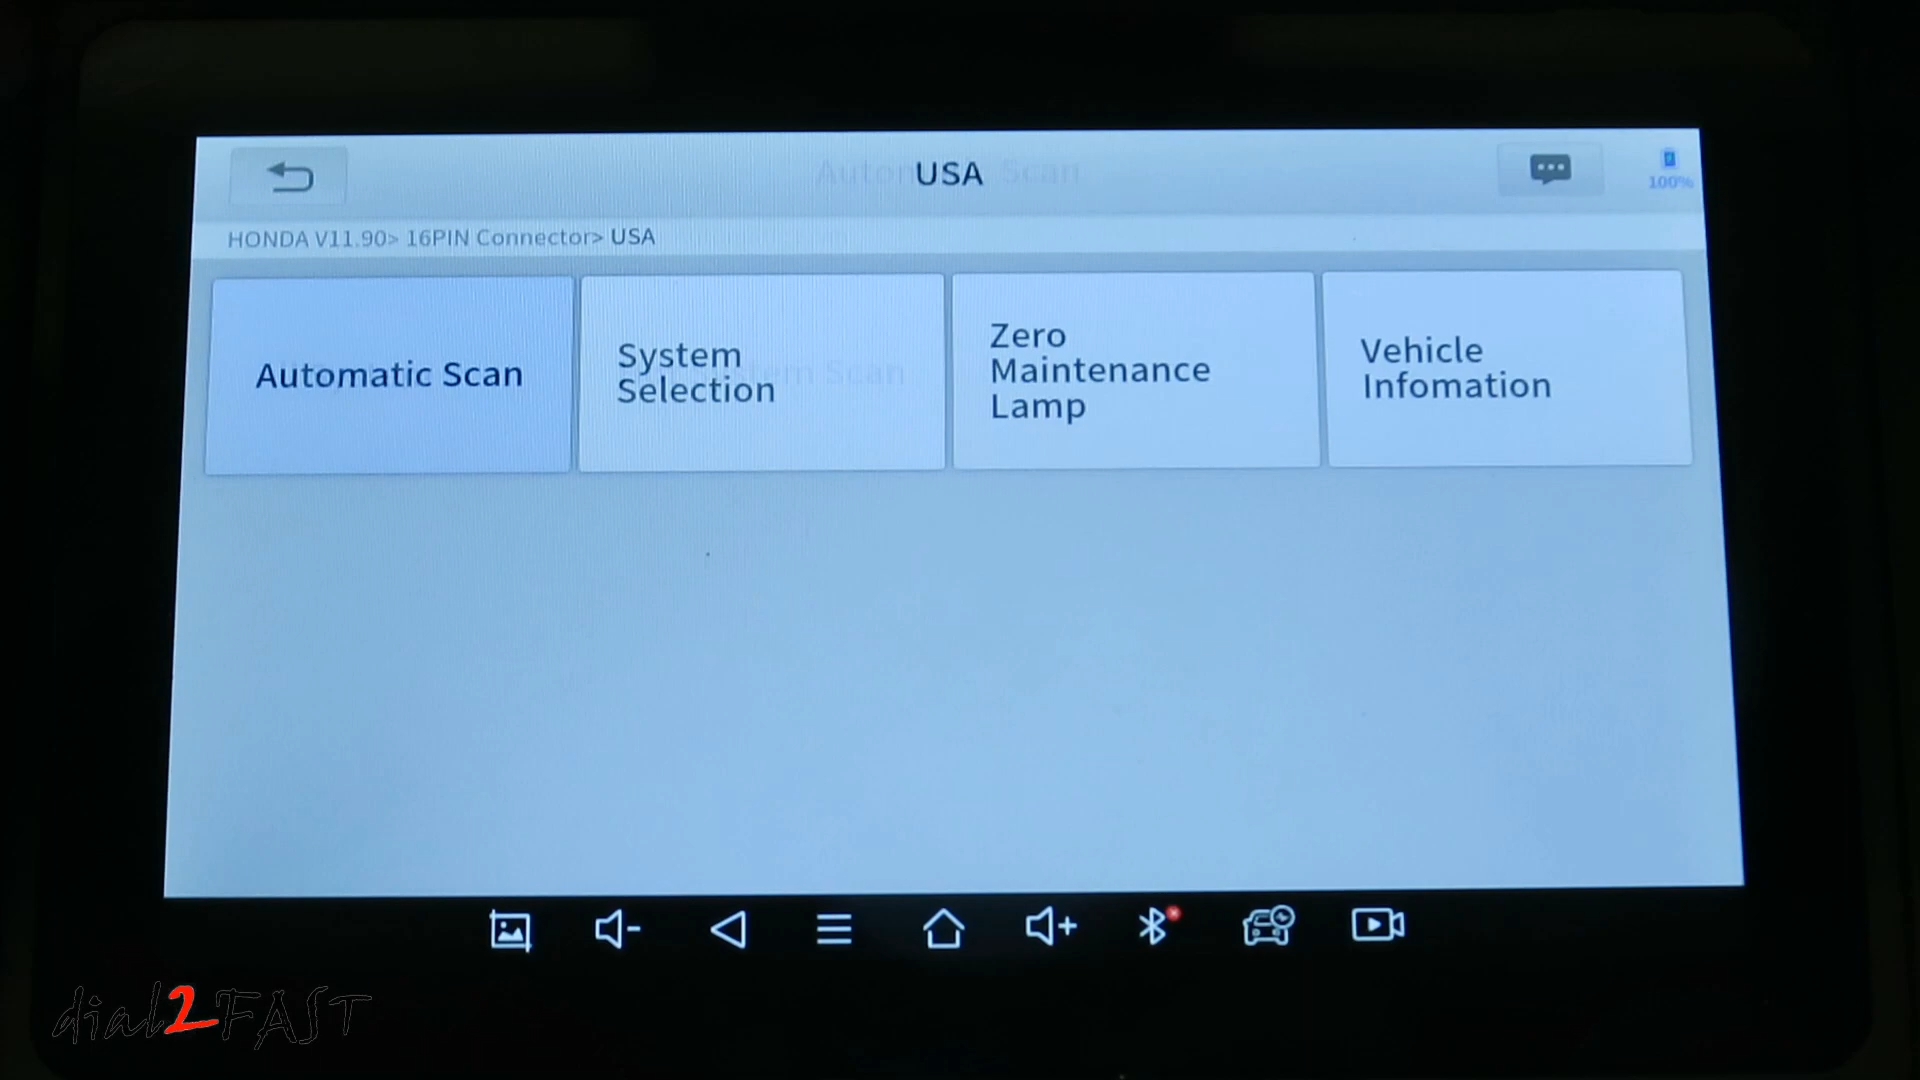 USA
100%
HONDA V11.90> 16PIN Connector> USA
Automatic Scan
System
Selection
Zero
Maintenance
Lamp
Vehicle
Infomation
dial2FAST